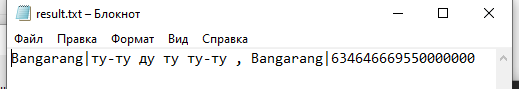 result.txt – Блокнот
Файл Правка Формат Вид Справка
Bangarang|ту-ту ду ту ту-ту , Bangarang|634646669550000000